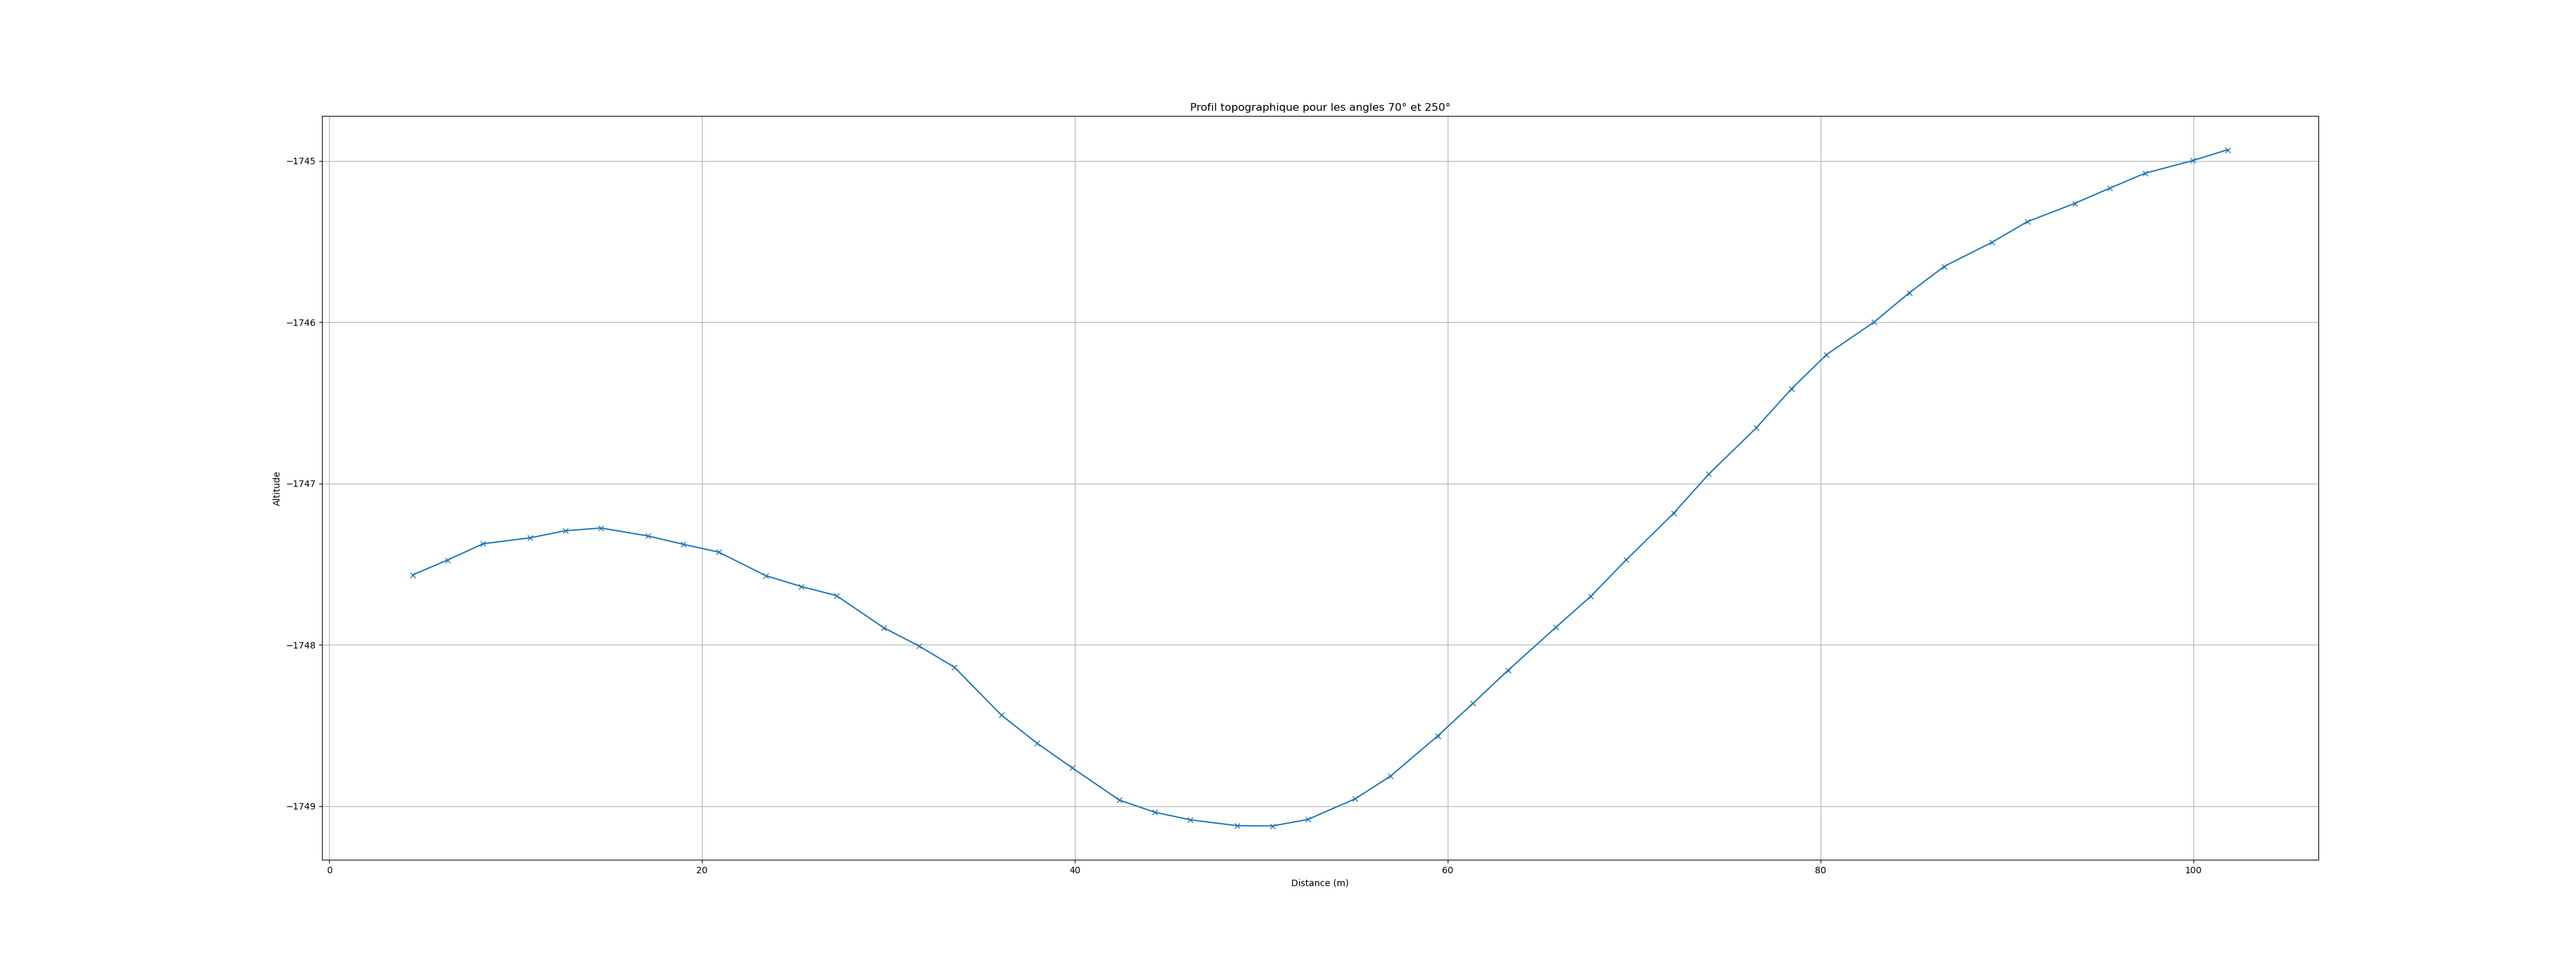 Profil topographique pour les angles 70° et 250°
Altitude
−1745
−1746
−1747
−1748
−1749
0 20 40 60 80 100
Distance (m)